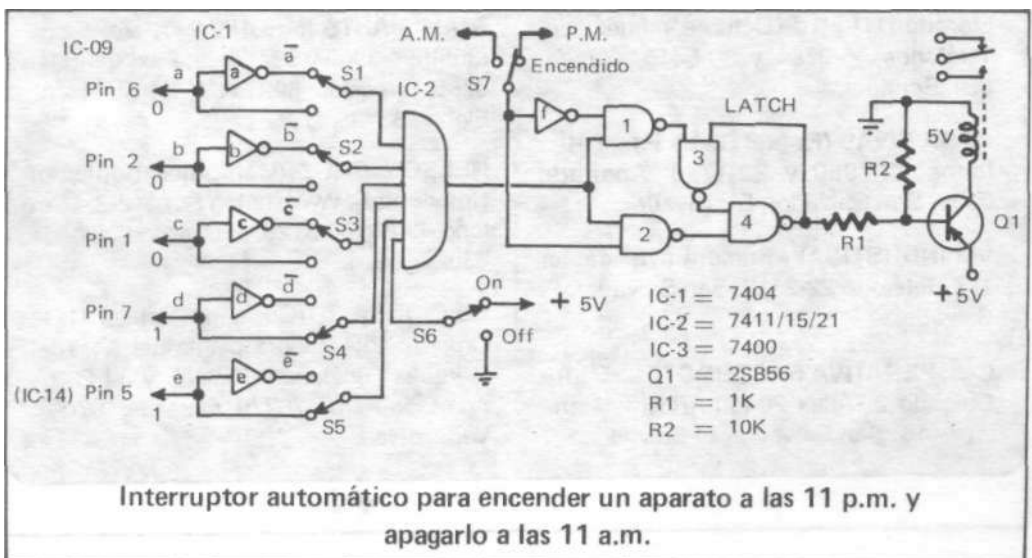 IC-09
IC-1
A.M.
P.M.
Encendido
S7
a
a
a̅
S1
Pin 6
0
IC-2
b
b
b̅
S2
Pin 2
0
c
c
c̅
S3
Pin 1
0
d
d
d̅
S4
Pin 7
1
e
e
e̅
S5
(IC-14) Pin 5
1
f
1
2
3
4
LATCH
On
+ 5V
S6
Off
R1
R2
5V
Q1
+5V
IC-1 = 7404
IC-2 = 7411/15/21
IC-3 = 7400
Q1 = 2SB56
R1 = 1K
R2 = 10K
Interruptor automático para encender un aparato a las 11 p.m. y
apagarlo a las 11 a.m.